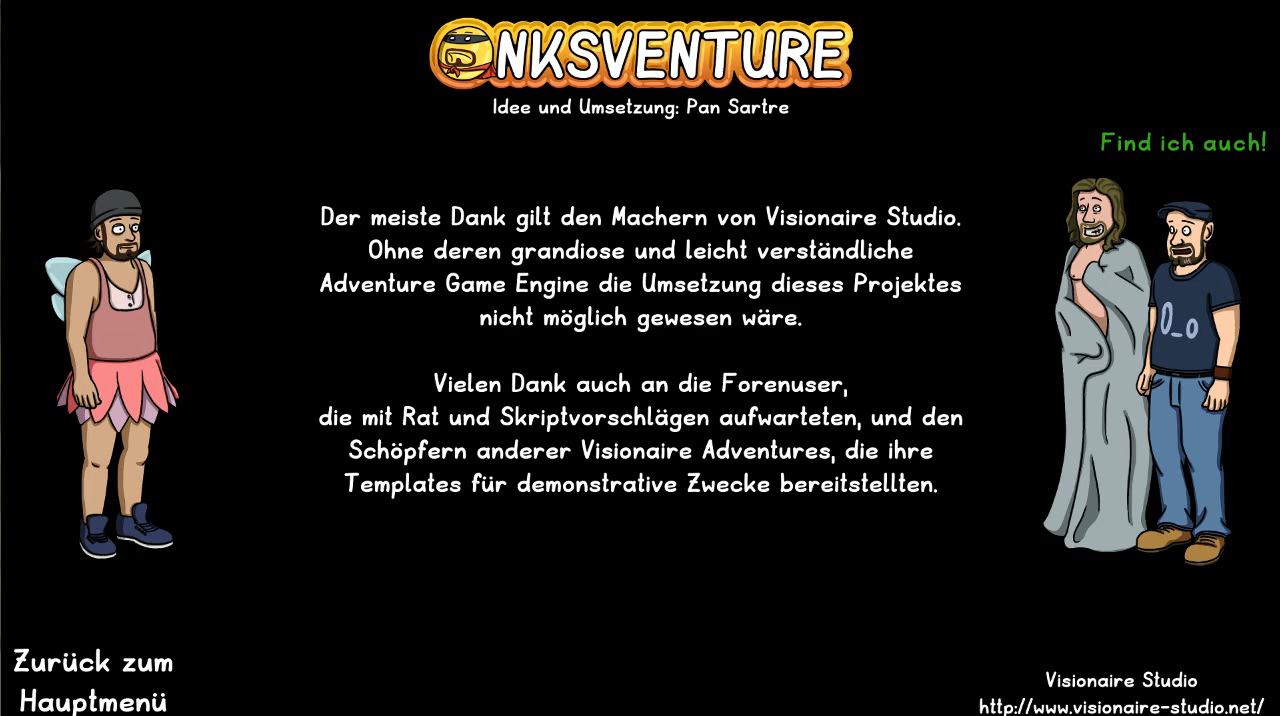 ONKSVENTURE
Idee und Umsetzung: Pan Sartre
Find ich auch!
Der meiste Dank gilt den Machern von Visionaire Studio.
Ohne deren grandiose und leicht verständliche
Adventure Game Engine die Umsetzung dieses Projektes
nicht möglich gewesen wäre.
Vielen Dank auch an die Forenuser,
die mit Rat und Skriptvorschlägen aufwarteten, und den
Schöpfern anderer Visionaire Adventures, die ihre
Templates für demonstrative Zwecke bereitstellten.
O_o
Zurück zum
Hauptmenü
Visionaire Studio
http://www.visionaire-studio.net/